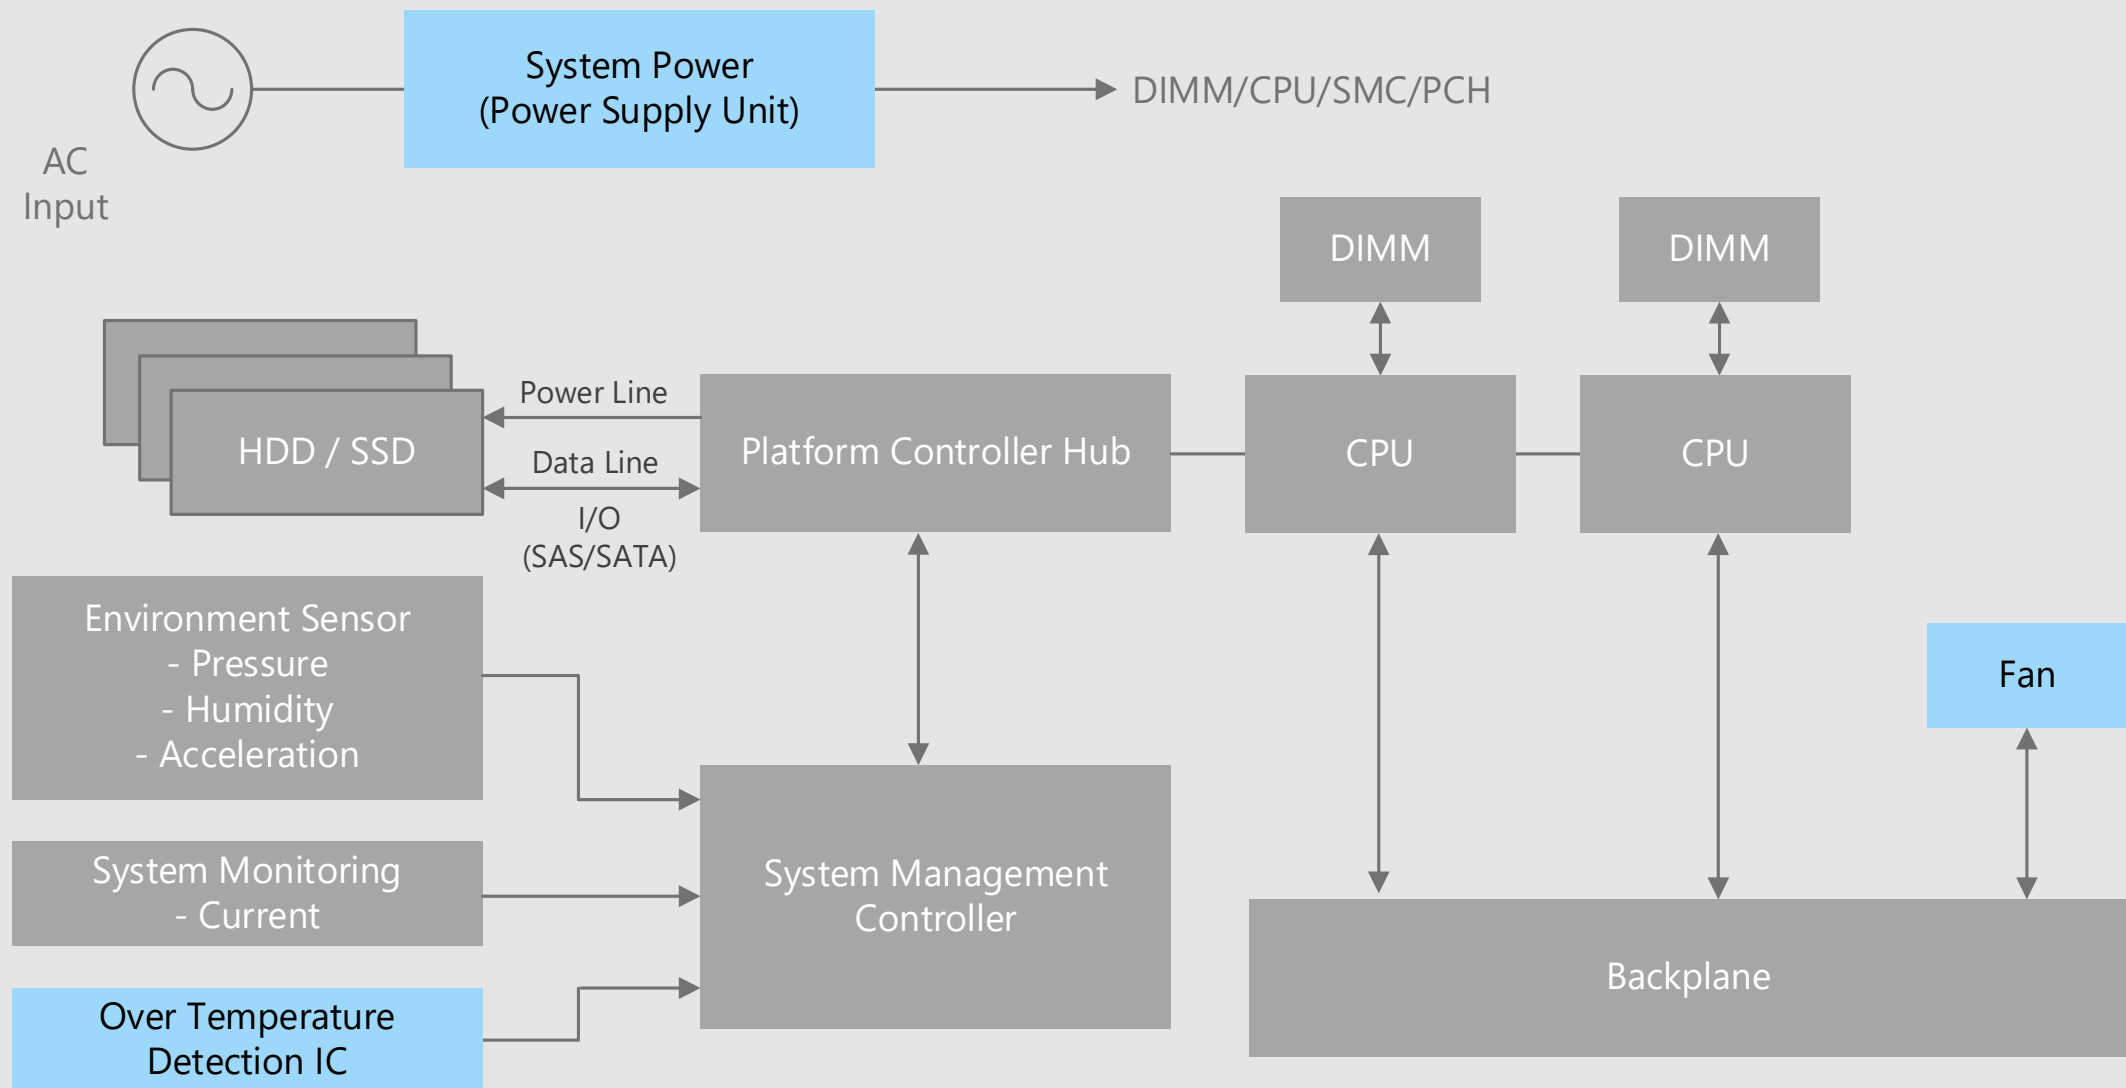 System Power
(Power Supply Unit)
DIMM/CPU/SMC/PCH
AC
Input
DIMM
DIMM
HDD / SSD
Power Line
Data Line
I/O
(SAS/SATA)
Platform Controller Hub
CPU
CPU
Environment Sensor
- Pressure
- Humidity
- Acceleration
Fan
System Monitoring
- Current
System Management
Controller
Backplane
Over Temperature
Detection IC